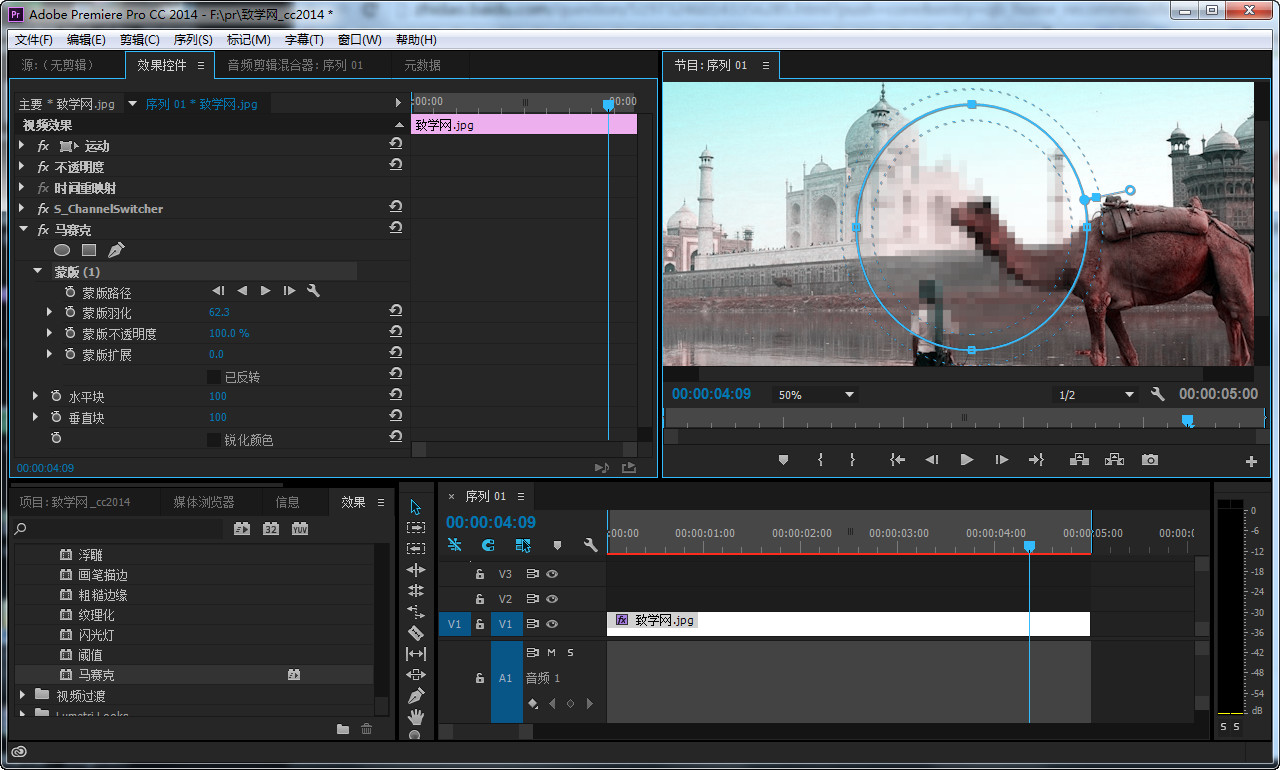 Adobe Premiere Pro CC 2014 - F:\pr\致学网_cc2014 *
文件(F) 编辑(E) 剪辑(C) 序列(S) 标记(M) 字幕(T) 窗口(W) 帮助(H)
源:（无剪辑） 效果控件 音频剪辑混合器: 序列 01 元数据
主要 * 致学网.jpg 序列 01 * 致学网.jpg
:00:00 00:00
致学网.jpg
视频效果
fx 运动
fx 不透明度
fx 时间重映射
fx S_ChannelSwitcher
fx 马赛克
蒙版 (1)
蒙版路径
蒙版羽化 62.3
蒙版不透明度 100.0 %
蒙版扩展 0.0
已反转
水平块 100
垂直块 100
锐化颜色
00:00:04:09
节目: 序列 01
00:00:04:09 50% 1/2 00:00:05:00
项目: 致学网_cc2014 媒体浏览器 信息 效果
32 YUV
浮雕
画笔描边
粗糙边缘
纹理化
闪光灯
阈值
马赛克
视频过渡
Lumetri Looks
× 序列 01
00:00:04:09
:00:00 00:00:01:00 00:00:02:00 00:00:03:00 00:00:04:00 00:00:05:00 00:00:0
V3
V2
V1 V1 fx 致学网.jpg
M S
A1 音频 1
0
-6
-12
-18
-24
-30
-36
-42
-48
-54
dB
S S